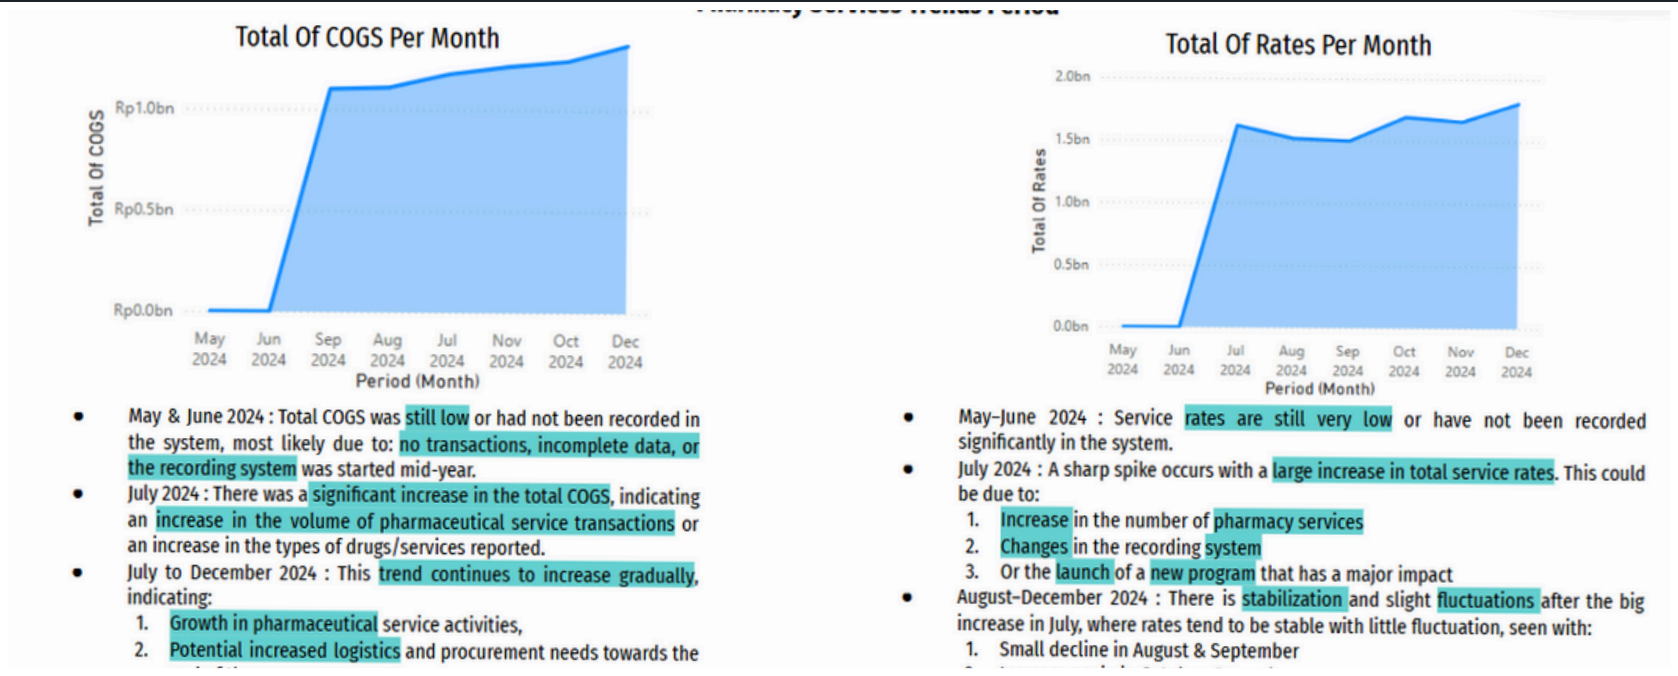 Pharmacy Services Trends Period
Total Of COGS Per Month
Total Of COGS
Rp1.0bn
Rp0.5bn
Rp0.0bn
May Jun Sep Aug Jul Nov Oct Dec
2024 2024 2024 2024 2024 2024 2024 2024
Period (Month)
• May & June 2024 : Total COGS was still low or had not been recorded in
the system, most likely due to: no transactions, incomplete data, or
the recording system was started mid-year.
• July 2024 : There was a significant increase in the total COGS, indicating
an increase in the volume of pharmaceutical service transactions or
an increase in the types of drugs/services reported.
• July to December 2024 : This trend continues to increase gradually,
indicating:
1. Growth in pharmaceutical service activities,
2. Potential increased logistics and procurement needs towards the
Total Of Rates Per Month
Total Of Rates
2.0bn
1.5bn
1.0bn
0.5bn
0.0bn
May Jun Jul Aug Sep Oct Nov Dec
2024 2024 2024 2024 2024 2024 2024 2024
Period (Month)
• May–June 2024 : Service rates are still very low or have not been recorded
significantly in the system.
• July 2024 : A sharp spike occurs with a large increase in total service rates. This could
be due to:
1. Increase in the number of pharmacy services
2. Changes in the recording system
3. Or the launch of a new program that has a major impact
• August–December 2024 : There is stabilization and slight fluctuations after the big
increase in July, where rates tend to be stable with little fluctuation, seen with:
1. Small decline in August & September